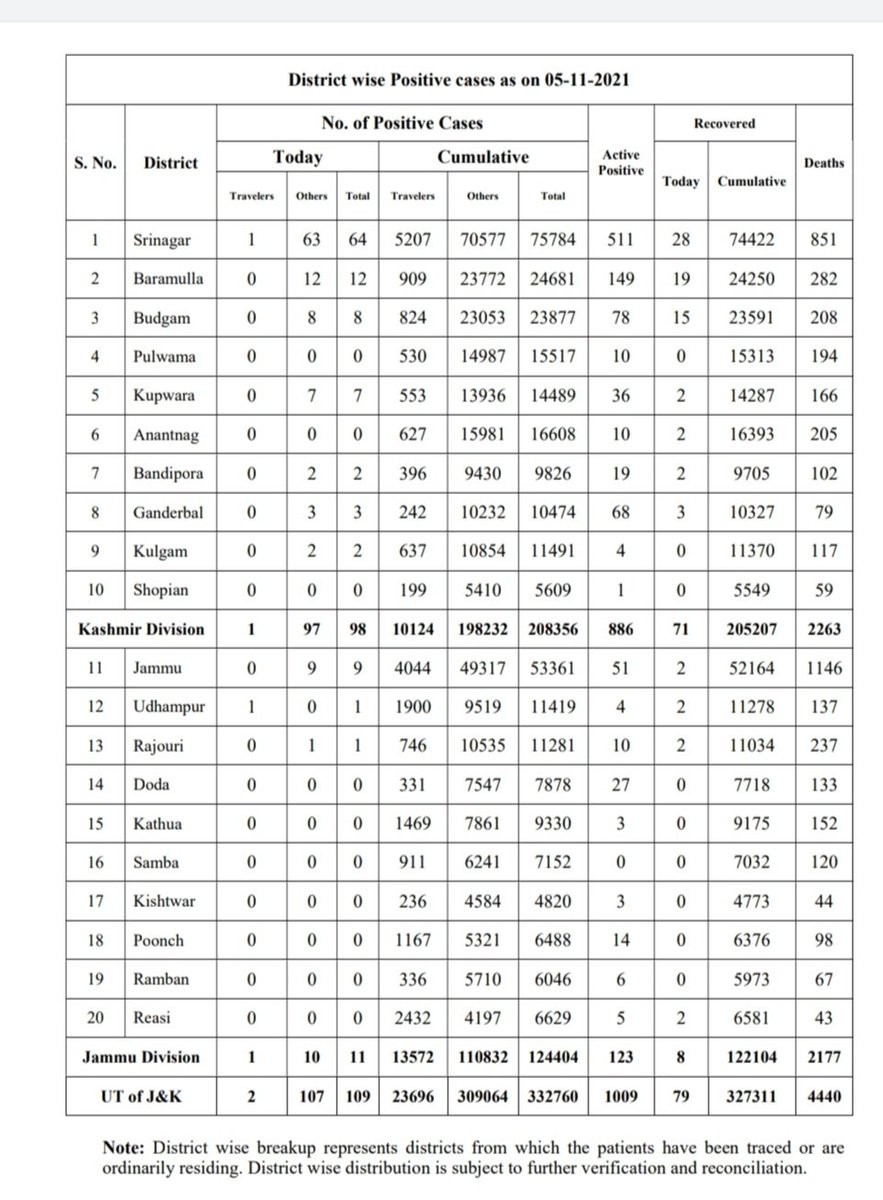 District wise Positive cases as on 05-11-2021
S. No. District No. of Positive Cases Active Positive Recovered Deaths
Today Cumulative Today Cumulative
Travelers Others Total Travelers Others Total
1 Srinagar 1 63 64 5207 70577 75784 511 28 74422 851
2 Baramulla 0 12 12 909 23772 24681 149 19 24250 282
3 Budgam 0 8 8 824 23053 23877 78 15 23591 208
4 Pulwama 0 0 0 530 14987 15517 10 0 15313 194
5 Kupwara 0 7 7 553 13936 14489 36 2 14287 166
6 Anantnag 0 0 0 627 15981 16608 10 2 16393 205
7 Bandipora 0 2 2 396 9430 9826 19 2 9705 102
8 Ganderbal 0 3 3 242 10232 10474 68 3 10327 79
9 Kulgam 0 2 2 637 10854 11491 4 0 11370 117
10 Shopian 0 0 0 199 5410 5609 1 0 5549 59
Kashmir Division 1 97 98 10124 198232 208356 886 71 205207 2263
11 Jammu 0 9 9 4044 49317 53361 51 2 52164 1146
12 Udhampur 1 0 1 1900 9519 11419 4 2 11278 137
13 Rajouri 0 1 1 746 10535 11281 10 2 11034 237
14 Doda 0 0 0 331 7547 7878 27 0 7718 133
15 Kathua 0 0 0 1469 7861 9330 3 0 9175 152
16 Samba 0 0 0 911 6241 7152 0 0 7032 120
17 Kishtwar 0 0 0 236 4584 4820 3 0 4773 44
18 Poonch 0 0 0 1167 5321 6488 14 0 6376 98
19 Ramban 0 0 0 336 5710 6046 6 0 5973 67
20 Reasi 0 0 0 2432 4197 6629 5 2 6581 43
Jammu Division 1 10 11 13572 110832 124404 123 8 122104 2177
UT of J&K 2 107 109 23696 309064 332760 1009 79 327311 4440
Note: District wise breakup represents districts from which the patients have been traced or are
ordinarily residing. District wise distribution is subject to further verification and reconciliation.